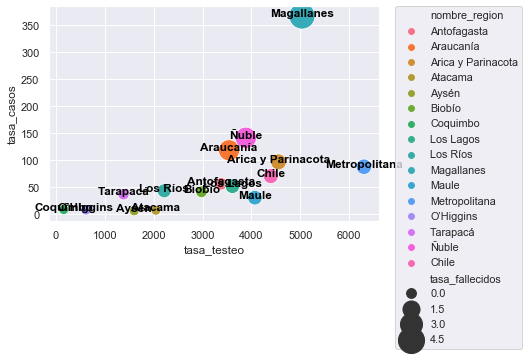 tasa_casos
350
300
250
200
150
100
50
0
0
1000
2000
3000
4000
5000
6000
tasa_testeo
Magallanes
Ñuble
Araucanía
Arica y Parinacota
Metropolitana
Chile
Antofagasta
Los Lagos
Los Ríos
Biobío
Tarapacá
Maule
Coquimbo
O'Higgins
Aysén
Atacama
nombre_region
Antofagasta
Araucanía
Arica y Parinacota
Atacama
Aysén
Biobío
Coquimbo
Los Lagos
Los Ríos
Magallanes
Maule
Metropolitana
O'Higgins
Tarapacá
Ñuble
Chile
tasa_fallecidos
0.0
1.5
3.0
4.5